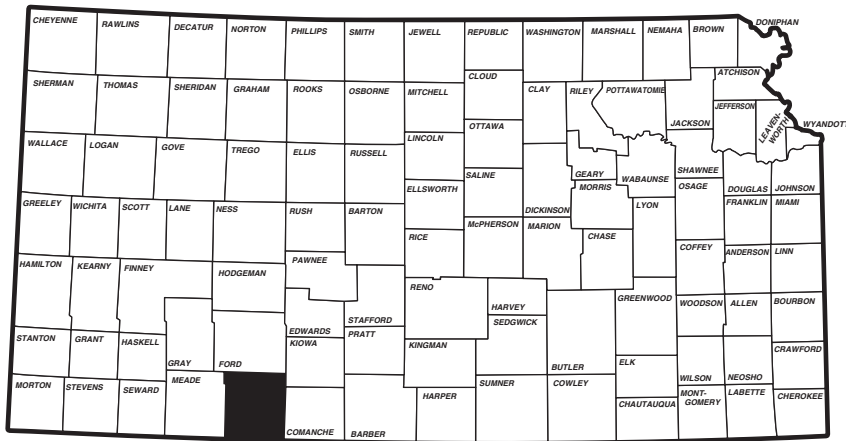 CHEYENNE
RAWLINS
DECATUR
NORTON
PHILLIPS
SMITH
JEWELL
REPUBLIC
WASHINGTON
MARSHALL
NEMAHA
BROWN
DONIPHAN
SHERMAN
THOMAS
SHERIDAN
GRAHAM
ROOKS
OSBORNE
MITCHELL
CLOUD
CLAY
RILEY
POTTAWATOMIE
JACKSON
ATCHISON
JEFFERSON
LEAVEN-
WORTH
WYANDOTT
WALLACE
LOGAN
GOVE
TREGO
ELLIS
RUSSELL
LINCOLN
OTTAWA
SALINE
ELLSWORTH
DICKINSON
GEARY
MORRIS
WABAUNSE
SHAWNEE
OSAGE
DOUGLAS
JOHNSON
GREELEY
WICHITA
SCOTT
LANE
NESS
RUSH
BARTON
RICE
McPHERSON
MARION
CHASE
LYON
COFFEY
FRANKLIN
MIAMI
ANDERSON
LINN
HAMILTON
KEARNY
FINNEY
HODGEMAN
PAWNEE
STAFFORD
RENO
HARVEY
SEDGWICK
BUTLER
GREENWOOD
WOODSON
ALLEN
BOURBON
STANTON
GRANT
HASKELL
GRAY
FORD
EDWARDS
KIOWA
PRATT
KINGMAN
ELK
WILSON
NEOSHO
CRAWFORD
MORTON
STEVENS
SEWARD
MEADE
COMANCHE
BARBER
HARPER
SUMNER
COWLEY
CHAUTAUQUA
MONT-
GOMERY
LABETTE
CHEROKEE